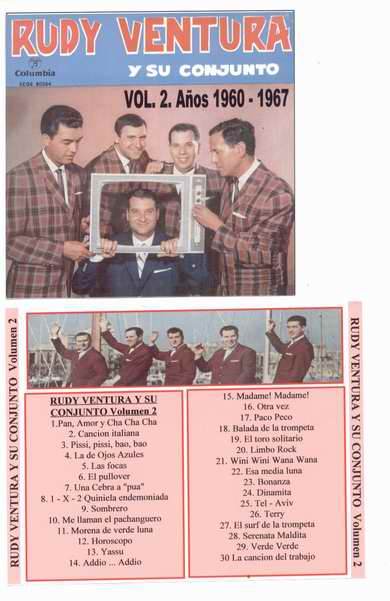 RUDY VENTURA
Y SU CONJUNTO
Columbia
VOL. 2. Años 1960 - 1967
RUDY VENTURA Y SU CONJUNTO Volumen 2
RUDY VENTURA Y SU
CONJUNTO Volumen 2
1.Pan, Amor y Cha Cha Cha
2. Cancion italiana
3. Pissi, pissi, bao, bao
4. La de Ojos Azules
5. Las focas
6. El pullover
7. Una Cebra a "pua"
8. 1 - X - 2 Quiniela endemoniada
9. Sombrero
10. Me llaman el pachanguero
11. Morena de verde luna
12. Horoscopo
13. Yassu
14. Addio ... Addio
15. Madame! Madame!
16. Otra vez
17. Paco Peco
18. Balada de la trompeta
19. El toro solitario
20. Limbo Rock
21. Wini Wini Wana Wana
22. Esa media luna
23. Bonanza
24. Dinamita
25. Tel - Aviv
26. Terry
27. El surf de la trompeta
28. Serenata Maldita
29. Verde Verde
30 La cancion del trabajo
RUDY VENTURA Y SU CONJUNTO Volumen 2